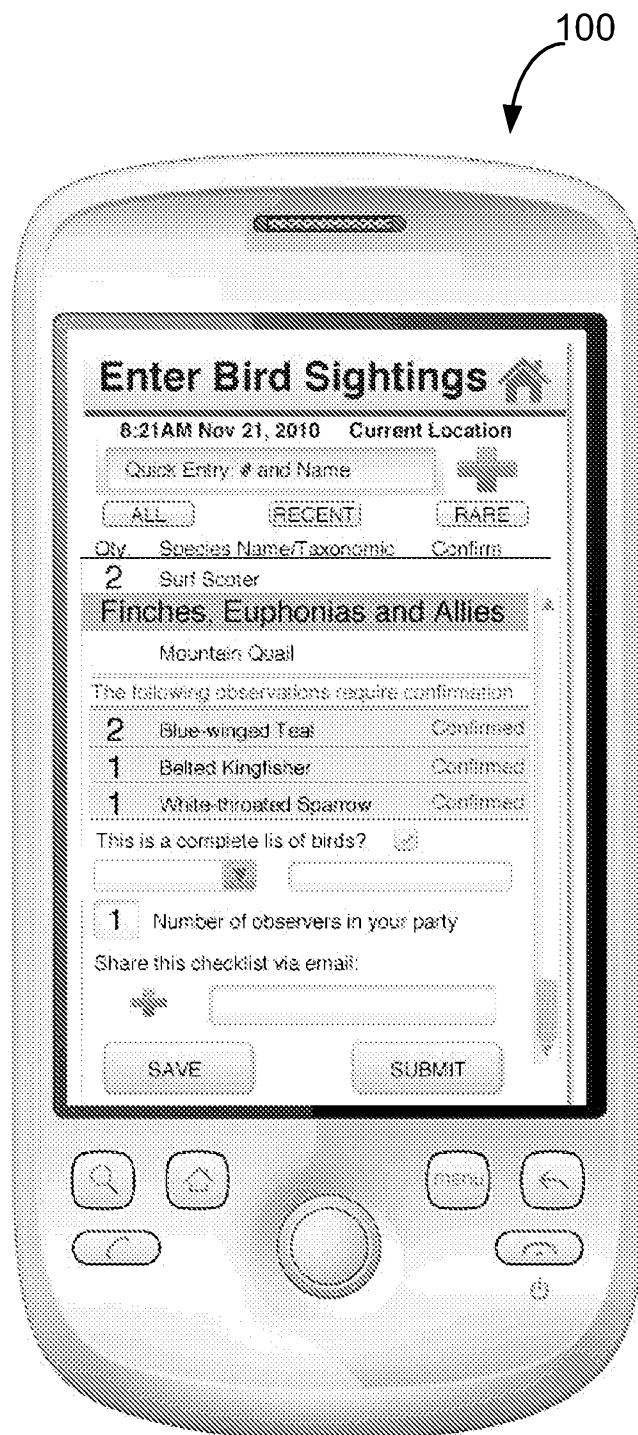 100
Enter Bird Sightings
8:21AM Nov 21, 2010 Current Location
Quick Entry: # and Name
ALL RECENT RARE
Qty. Species Name/Taxonomic Confirm
2 Surf Scoter
Finches, Euphonias and Allies
Mountain Quail
The following observations require confirmation
2 Blue-winged Teal Confirmed
1 Belted Kingfisher Confirmed
1 White-throated Sparrow Confirmed
This is a complete lis of birds?
1 Number of observers in your party
Share this checklist via email:
SAVE SUBMIT
menu